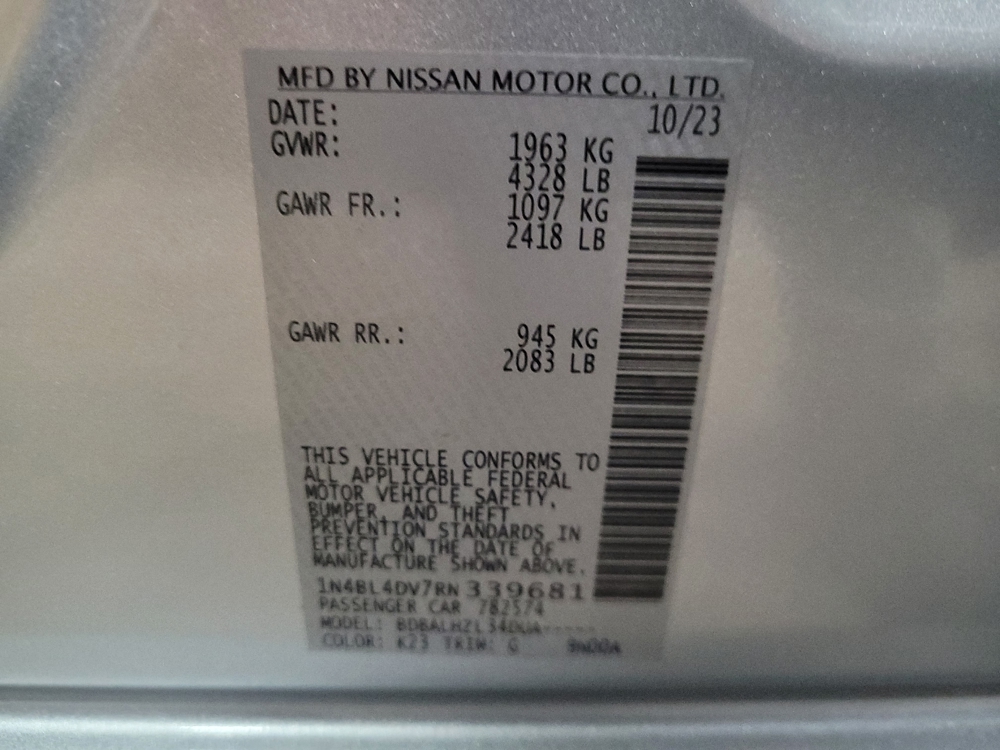 MFD BY NISSAN MOTOR CO., LTD.
DATE: 10/23
GVWR: 1963 KG
4328 LB
GAWR FR.: 1097 KG
2418 LB
GAWR RR.: 945 KG
2083 LB
THIS VEHICLE CONFORMS TO
ALL APPLICABLE FEDERAL
MOTOR VEHICLE SAFETY,
BUMPER, AND THEFT
PREVENTION STANDARDS IN
EFFECT ON THE DATE OF
MANUFACTURE SHOWN ABOVE.
1N4BL4DV7RN339681
PASSENGER CAR 782574
MODEL:
COLOR: K23 TRIM: G